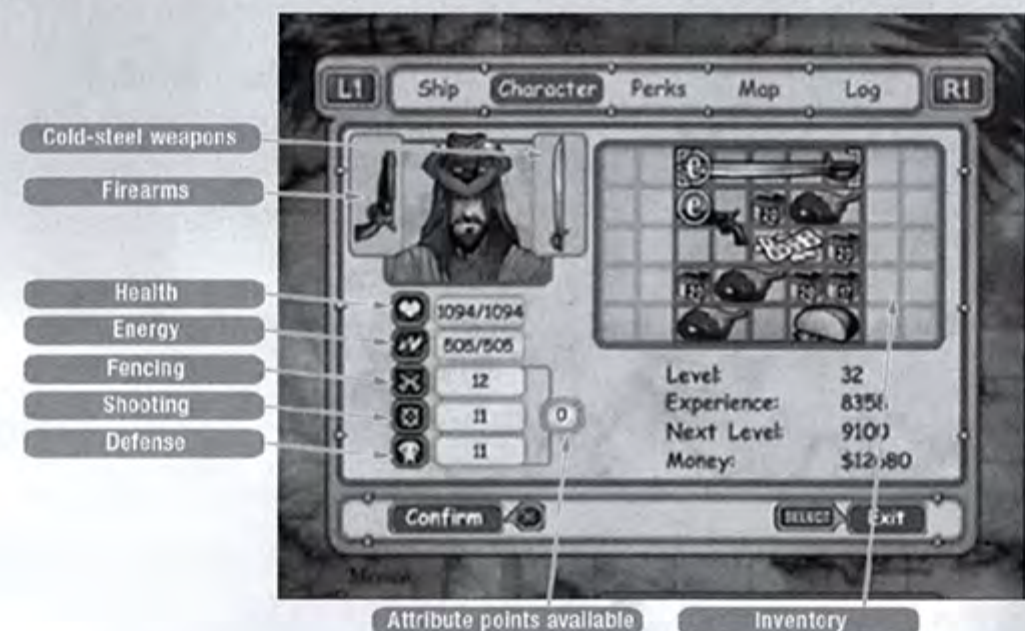 L1 Ship Character Perks Map Log R1
Cold-steel weapons
Firearms
Health 1094/1094
Energy 505/505
Fencing 12
Shooting 11 0
Defense 11
Level: 32
Experience:
Next Level:
Money:
Confirm SELECT Exit
Mexico
Attribute points available Inventory